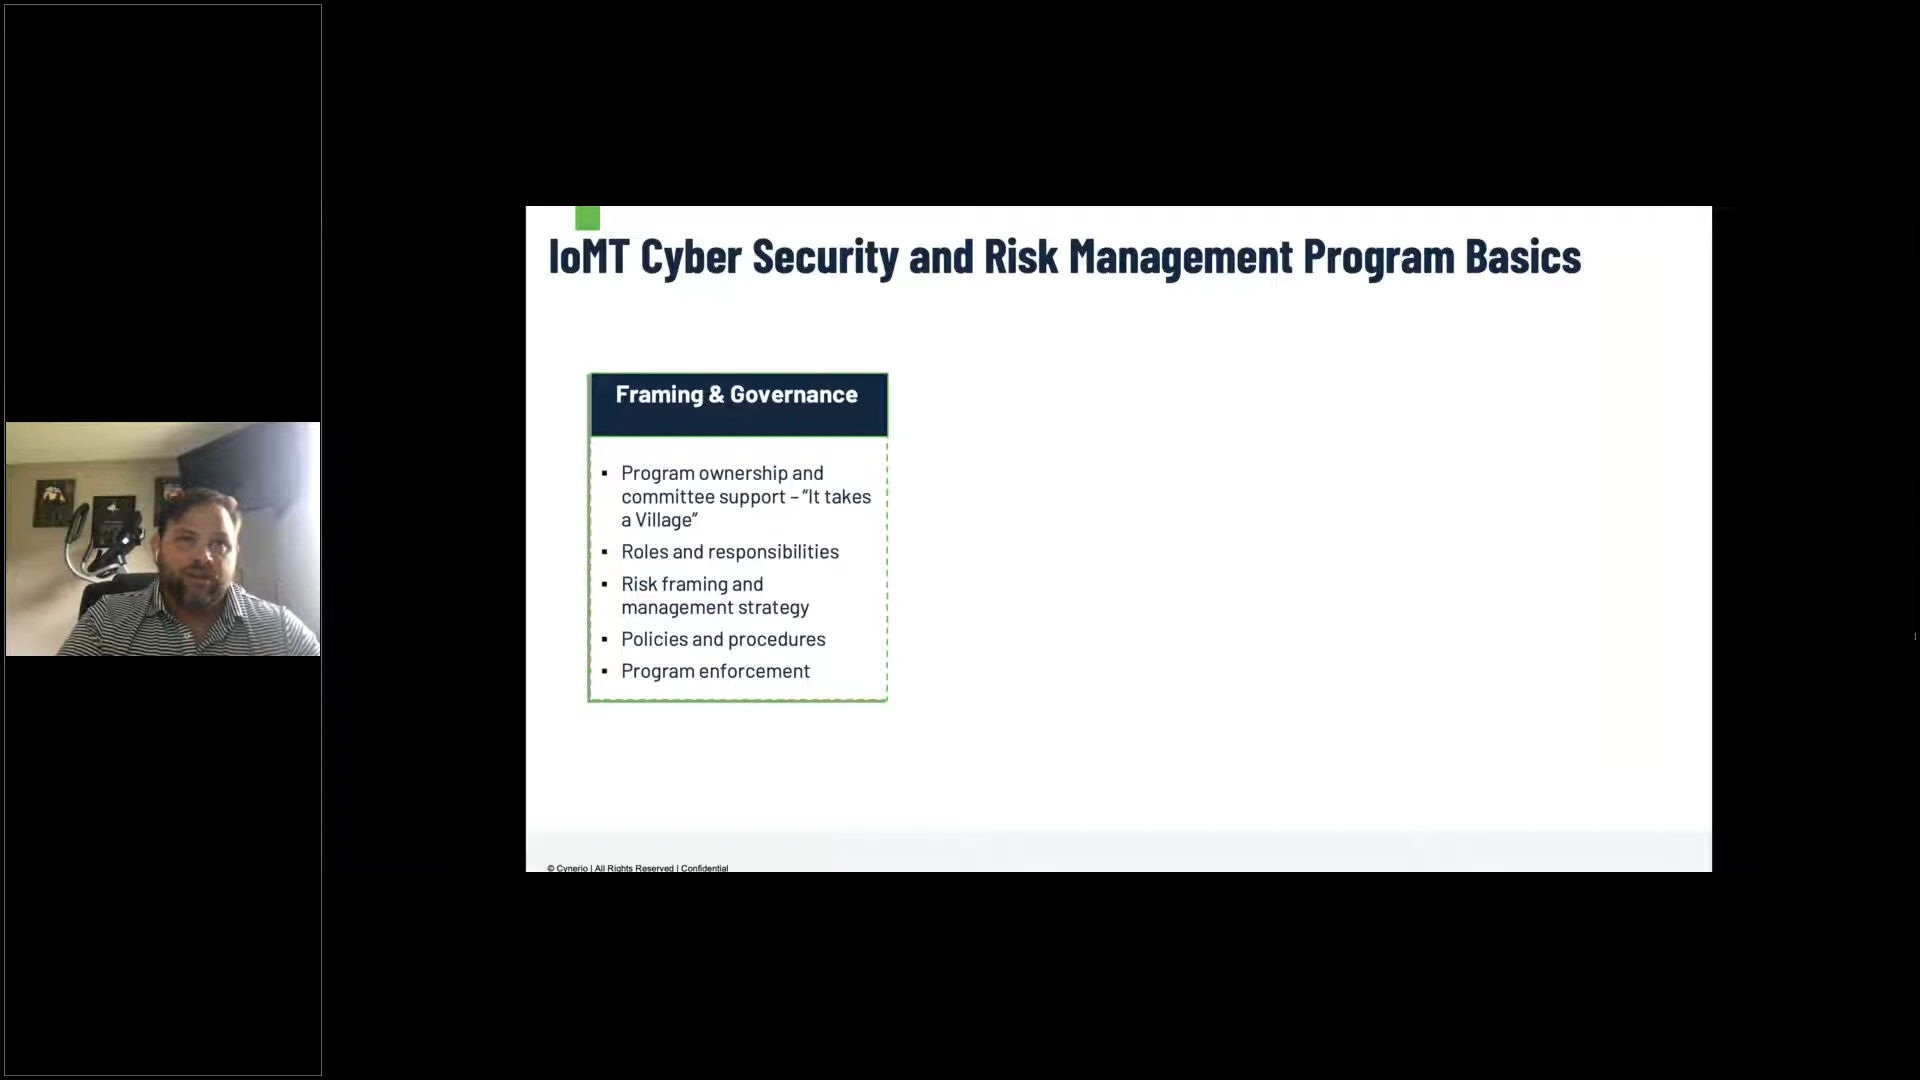 IoMT Cyber Security and Risk Management Program Basics
Framing & Governance
▪ Program ownership and
committee support – “It takes
a Village”
▪ Roles and responsibilities
▪ Risk framing and
management strategy
▪ Policies and procedures
▪ Program enforcement
© Cynerio | All Rights Reserved | Confidential